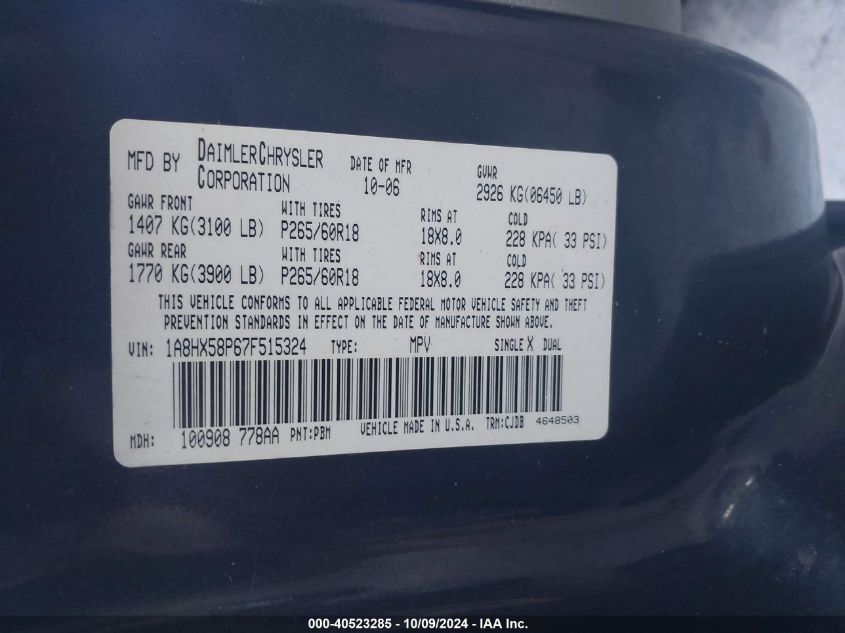 MFD BY DAIMLERCHRYSLER CORPORATION DATE OF MFR 10-06 GVWR 2926 KG(06450 LB)
GAWR FRONT WITH TIRES RIMS AT COLD
1407 KG(3100 LB) P265/60R18 18X8.0 228 KPA( 33 PSI)
GAWR REAR WITH TIRES RIMS AT COLD
1770 KG(3900 LB) P265/60R18 18X8.0 228 KPA( 33 PSI)
THIS VEHICLE CONFORMS TO ALL APPLICABLE FEDERAL MOTOR VEHICLE SAFETY AND THEFT
PREVENTION STANDARDS IN EFFECT ON THE DATE OF MANUFACTURE SHOWN ABOVE.
VIN: 1A8HX58P67F515324 TYPE: MPV SINGLE X DUAL
MDH: 100908 778AA PNT:PBM VEHICLE MADE IN U.S.A. TRM:CJDB 4648503
000-40523285 - 10/09/2024 - IAA Inc.